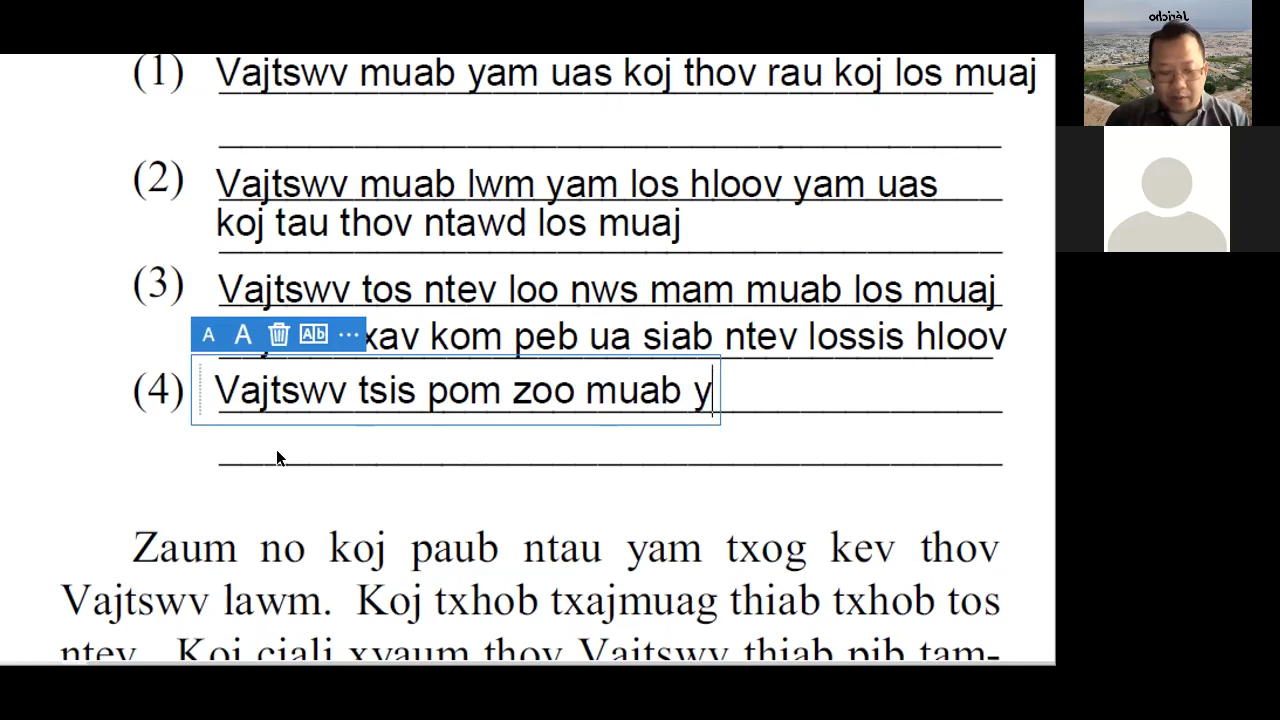 Jéricho
(1) Vajtswv muab yam uas koj thov rau koj los muaj
(2) Vajtswv muab lwm yam los hloov yam uas
koj tau thov ntawd los muaj
(3) Vajtswv tos ntev loo nws mam muab los muaj
xav kom peb ua siab ntev lossis hloov
(4) Vajtswv tsis pom zoo muab y
Zaum no koj paub ntau yam txog kev thov
Vajtswv lawm. Koj txhob txajmuag thiab txhob tos
ntev. Koj ciali xyaum thov Vajtswv thiab pib tam-